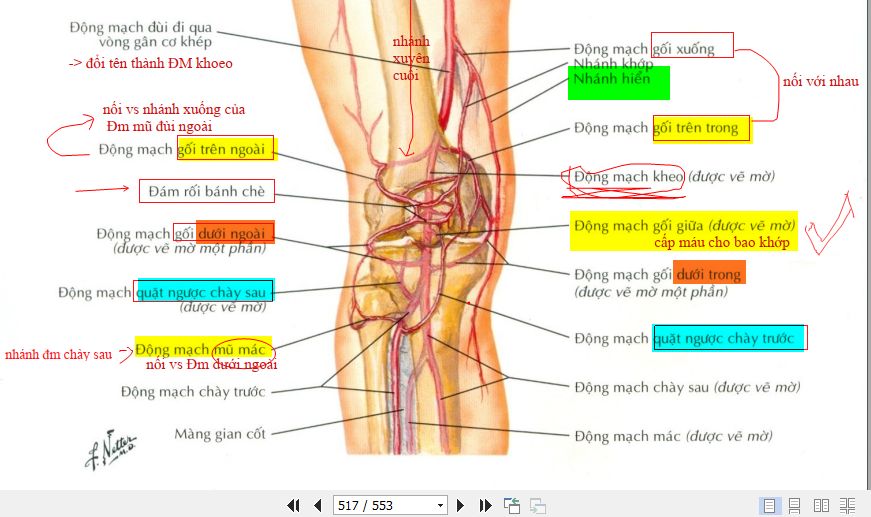 Động mạch đùi đi qua
vòng gân cơ khép
-> đổi tên thành ĐM khoeo
nối vs nhánh xuống của
Đm mũ đùi ngoài
Động mạch gối trên ngoài
Đám rối bánh chè
Động mạch gối dưới ngoài
(được vẽ mờ một phần)
Động mạch quặt ngược chày sau
(được vẽ mờ)
nhánh đm chày sau
Động mạch mũ mác
nối vs Đm dưới ngoài
Động mạch chày trước
Màng gian cốt
F. Netter
M.D.
nhánh
xuyên
cuối
Động mạch gối xuống
Nhánh khớp
Nhánh hiển
nối với nhau
Động mạch gối trên trong
Động mạch kheo (được vẽ mờ)
Động mạch gối giữa (được vẽ mờ)
cấp máu cho bao khớp
Động mạch gối dưới trong
(được vẽ mờ một phần)
Động mạch quặt ngược chày trước
Động mạch chày sau (được vẽ mờ)
Động mạch mác (được vẽ mờ)
517 / 553